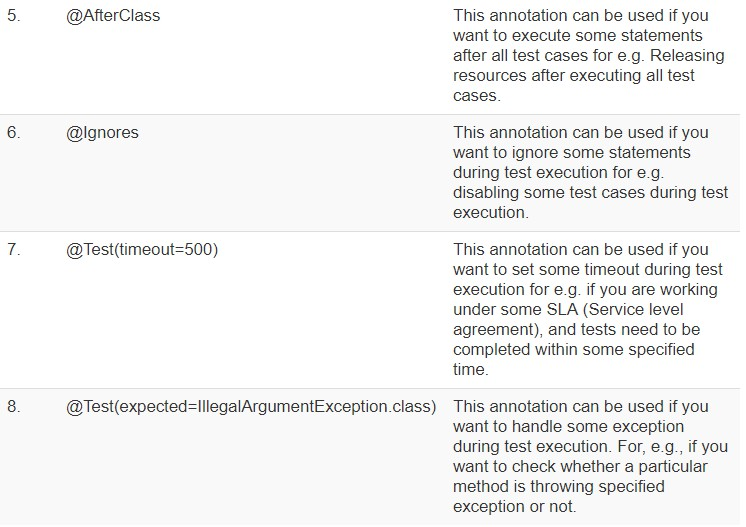 5. @AfterClass This annotation can be used if you
want to execute some statements
after all test cases for e.g. Releasing
resources after executing all test
cases.
6. @Ignores This annotation can be used if you
want to ignore some statements
during test execution for e.g.
disabling some test cases during test
execution.
7. @Test(timeout=500) This annotation can be used if you
want to set some timeout during test
execution for e.g. if you are working
under some SLA (Service level
agreement), and tests need to be
completed within some specified
time.
8. @Test(expected=IllegalArgumentException.class) This annotation can be used if you
want to handle some exception
during test execution. For, e.g., if you
want to check whether a particular
method is throwing specified
exception or not.